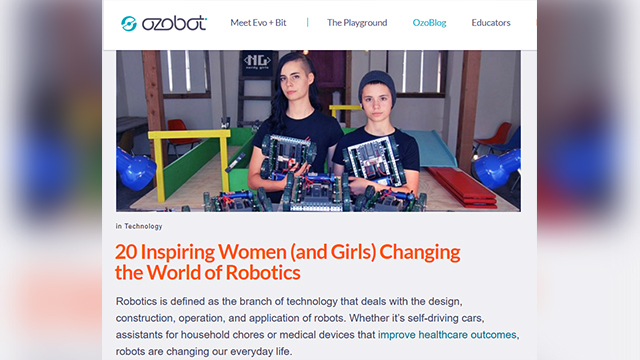 ozobot
Meet Evo + Bit | The Playground OzoBlog Educators
NG
in Technology
20 Inspiring Women (and Girls) Changing
the World of Robotics
Robotics is defined as the branch of technology that deals with the design,
construction, operation, and application of robots. Whether it's self-driving cars,
assistants for household chores or medical devices that improve healthcare outcomes,
robots are changing our everyday life.